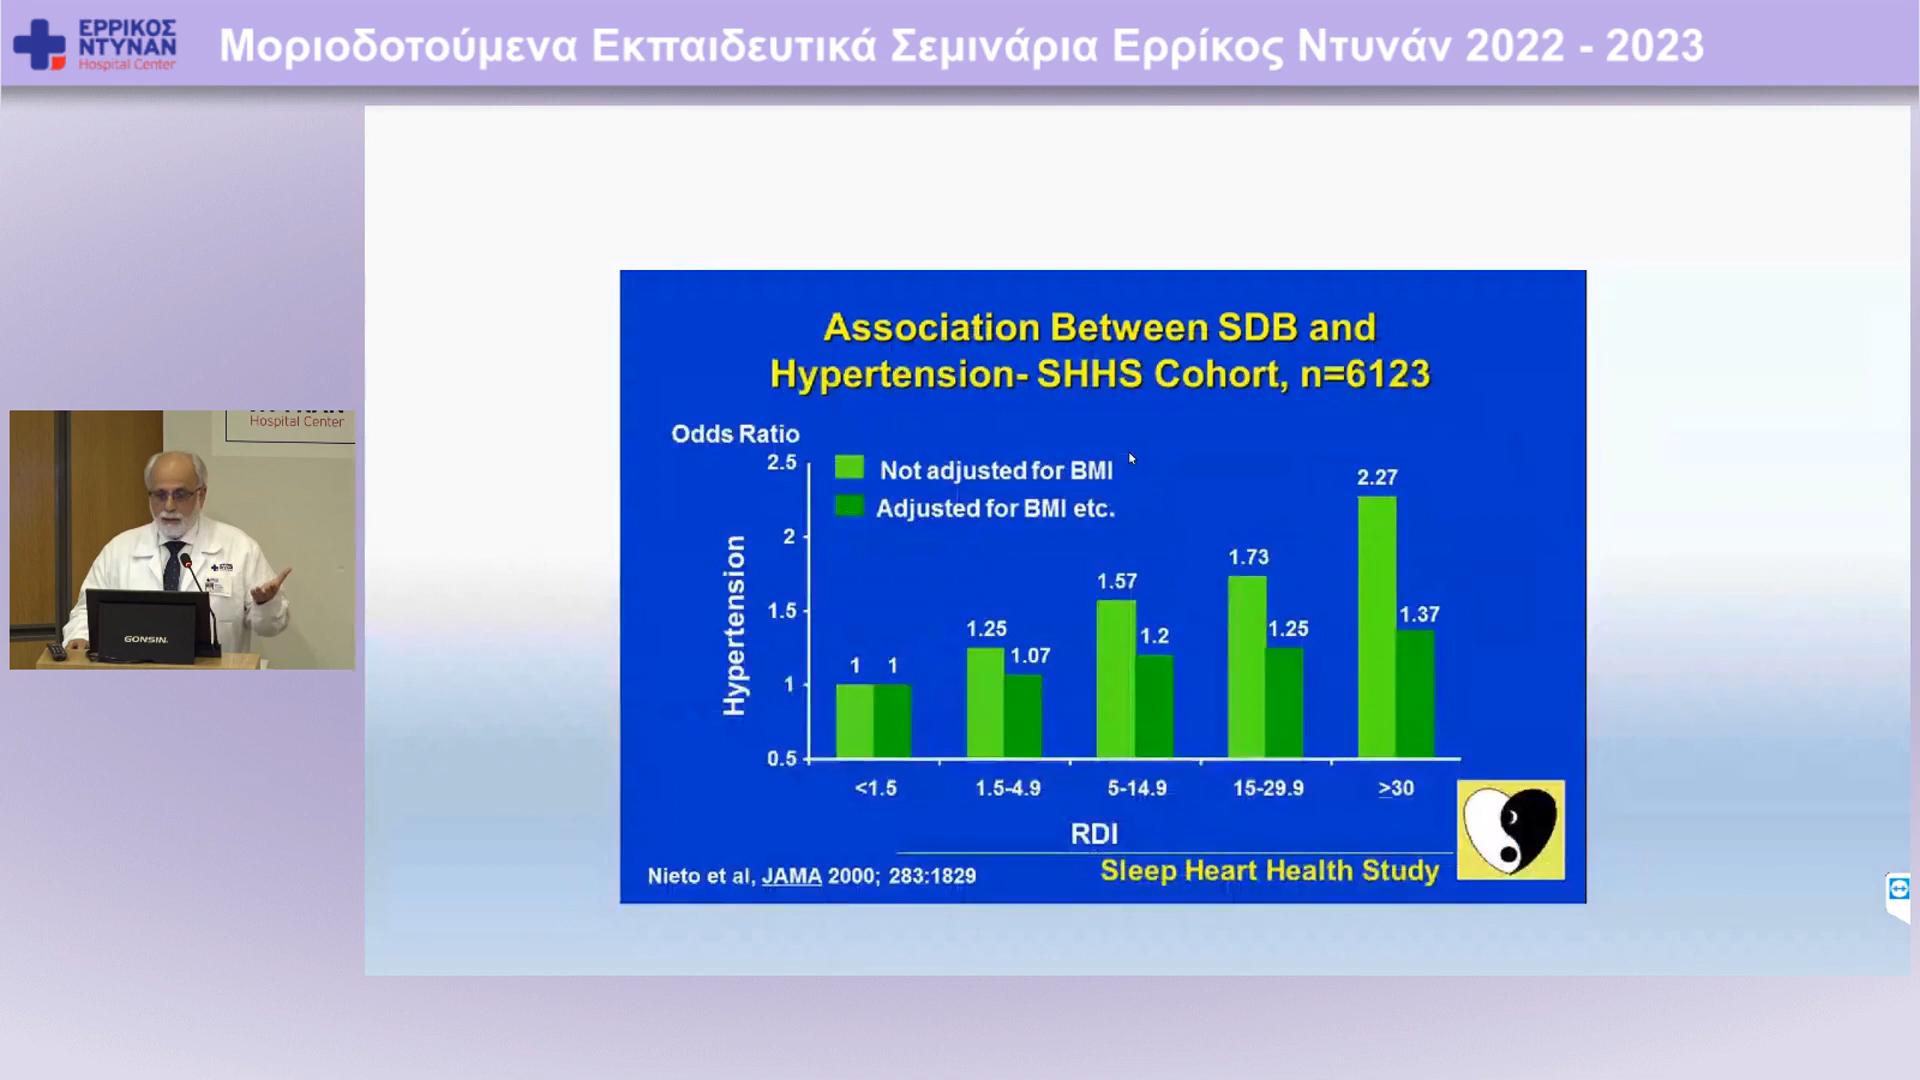 ΕΡΡΙΚΟΣ
ΝΤΥΝΑΝ
Hospital Center
Μοριοδοτούμενα Εκπαιδευτικά Σεμινάρια Ερρίκος Ντυνάν 2022 - 2023
Hospital Center
GONSIN.
Association Between SDB and
Hypertension- SHHS Cohort, n=6123
Odds Ratio
Not adjusted for BMI
Adjusted for BMI etc.
Hypertension
2.5
2
1.5
1
0.5
1 1
1.25 1.07
1.57 1.2
1.73 1.25
2.27 1.37
<1.5 1.5-4.9 5-14.9 15-29.9 >30
RDI
Nieto et al, JAMA 2000; 283:1829
Sleep Heart Health Study